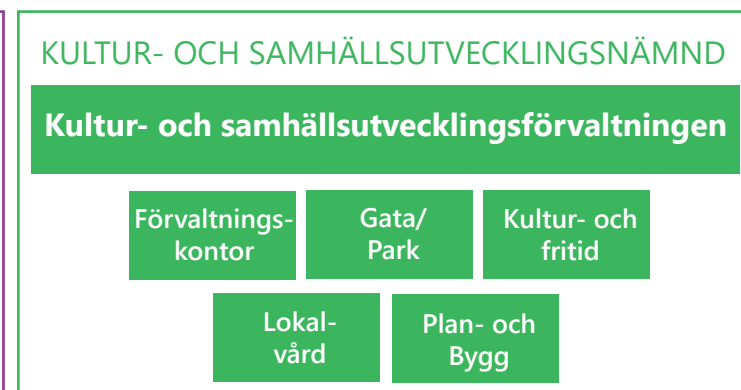 KULTUR- OCH SAMHÄLLSUTVECKLINGSNÄMND
Kultur- och samhällsutvecklingsförvaltningen
Förvaltnings-
kontor
Gata/
Park
Kultur- och
fritid
Lokal-
vård
Plan- och
Bygg